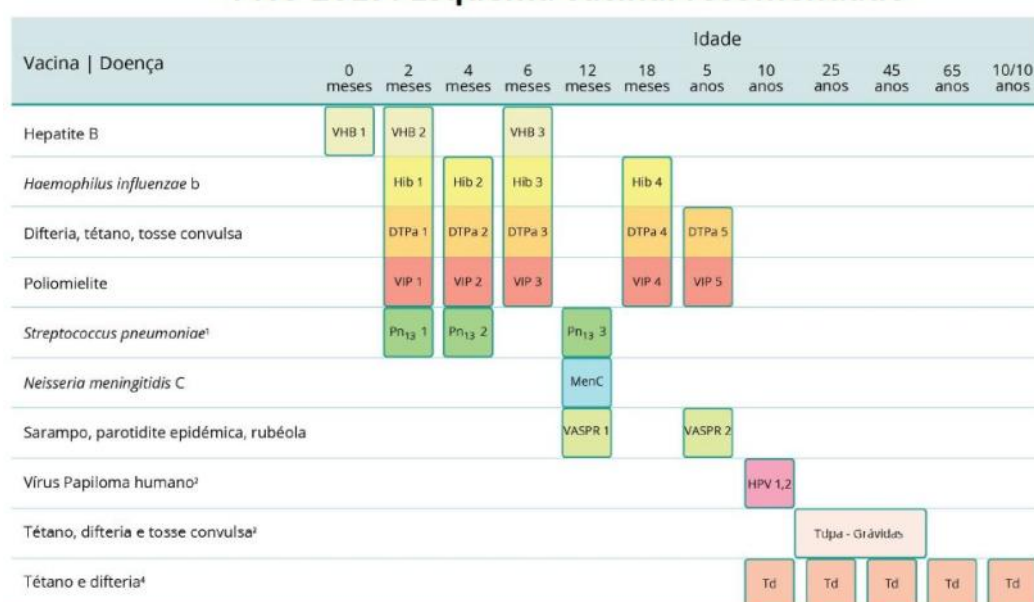 Idade
Vacina | Doença
0 meses 2 meses 4 meses 6 meses 12 meses 18 meses 5 anos 10 anos 25 anos 45 anos 65 anos 10/10 anos
Hepatite B VHB 1 VHB 2 VHB 3
Haemophilus influenzae b Hib 1 Hib 2 Hib 3 Hib 4
Difteria, tétano, tosse convulsa DTPa 1 DTPa 2 DTPa 3 DTPa 4 DTPa 5
Poliomielite VIP 1 VIP 2 VIP 3 VIP 4 VIP 5
Streptococcus pneumoniae¹ Pn₁₃ 1 Pn₁₃ 2 Pn₁₃ 3
Neisseria meningitidis C MenC
Sarampo, parotidite epidémica, rubéola VASPR 1 VASPR 2
Vírus Papiloma humano² HPV 1,2
Tétano, difteria e tosse convulsa³ Tdpa - Grávidas
Tétano e difteria⁴ Td Td Td Td Td